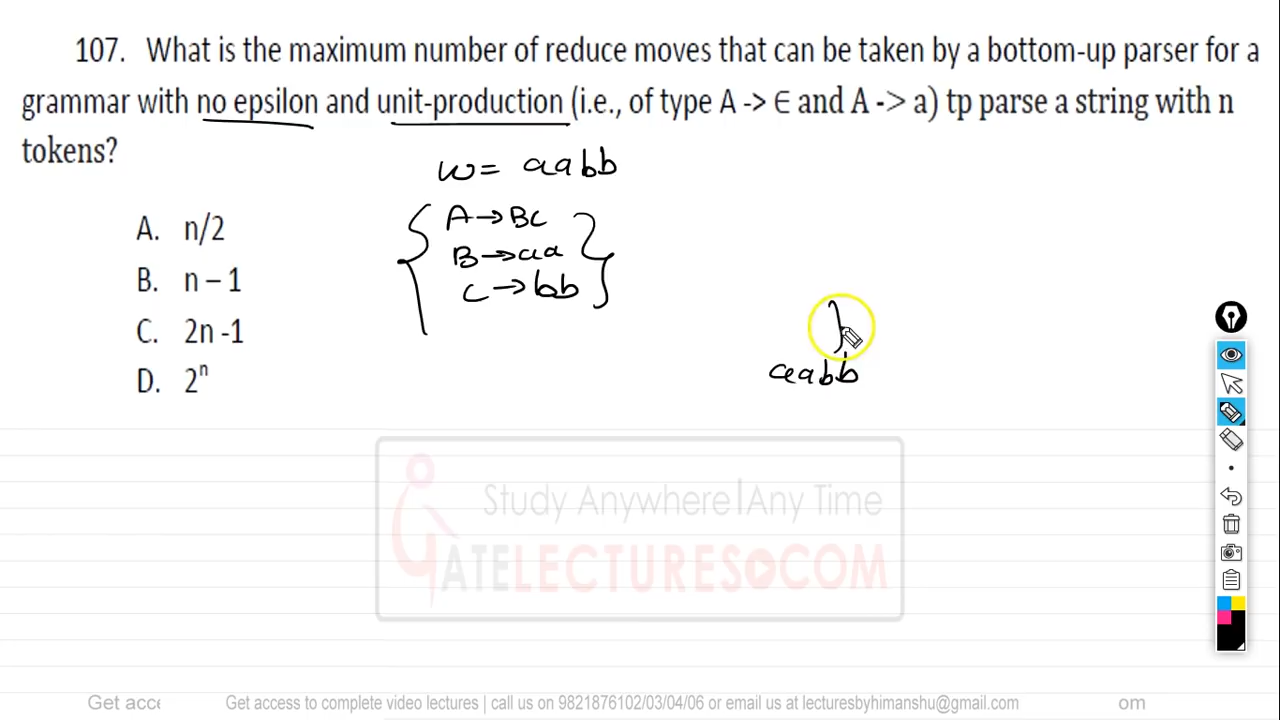 107. What is the maximum number of reduce moves that can be taken by a bottom-up parser for a
grammar with no epsilon and unit-production (i.e., of type A -> ∈ and A -> a) tp parse a string with n
tokens?
w = aabb
A. n/2
A → BC
B → aa
B. n – 1
C → bb
C. 2n -1
D. 2ⁿ
aabb
Study Anywhere|Any Time
GATELECTURES.COM
Get acce
Get access to complete video lectures | call us on 9821876102/03/04/06 or email us at lecturesbyhimanshu@gmail.com
om